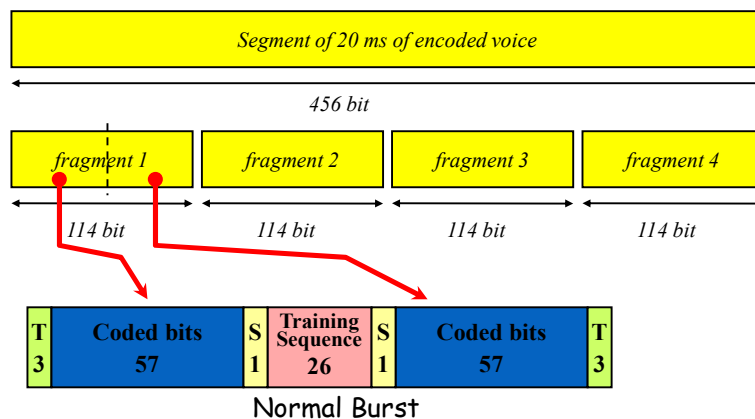 Segment of 20 ms of encoded voice
456 bit
fragment 1 fragment 2 fragment 3 fragment 4
114 bit 114 bit 114 bit 114 bit
T Coded bits S Training S Coded bits T
Sequence
3 57 1 26 1 57 3
Normal Burst